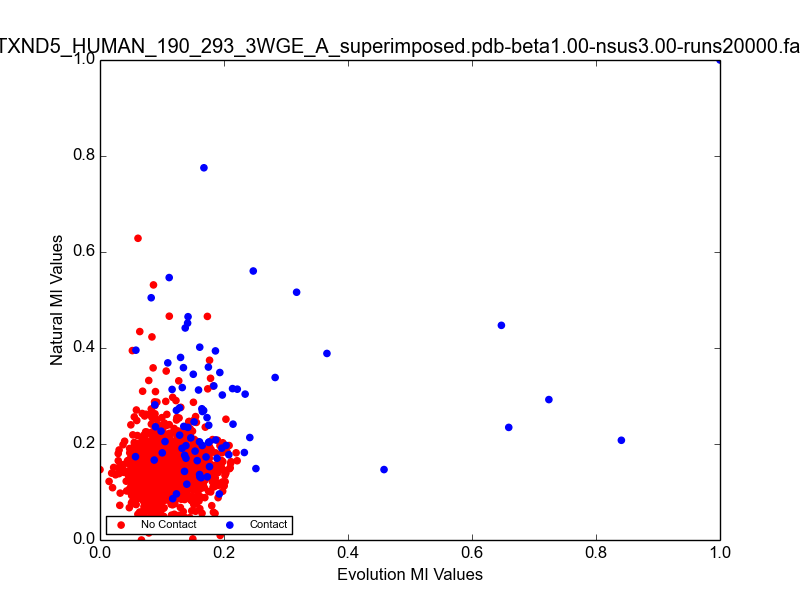 TXND5_HUMAN_190_293_3WGE_A_superimposed.pdb-beta1.00-nsus3.00-runs20000.fa
1.0
0.8
0.6
0.4
0.2
0.0
Natural MI Values
No Contact
Contact
0.0 0.2 0.4 0.6 0.8 1.0
Evolution MI Values